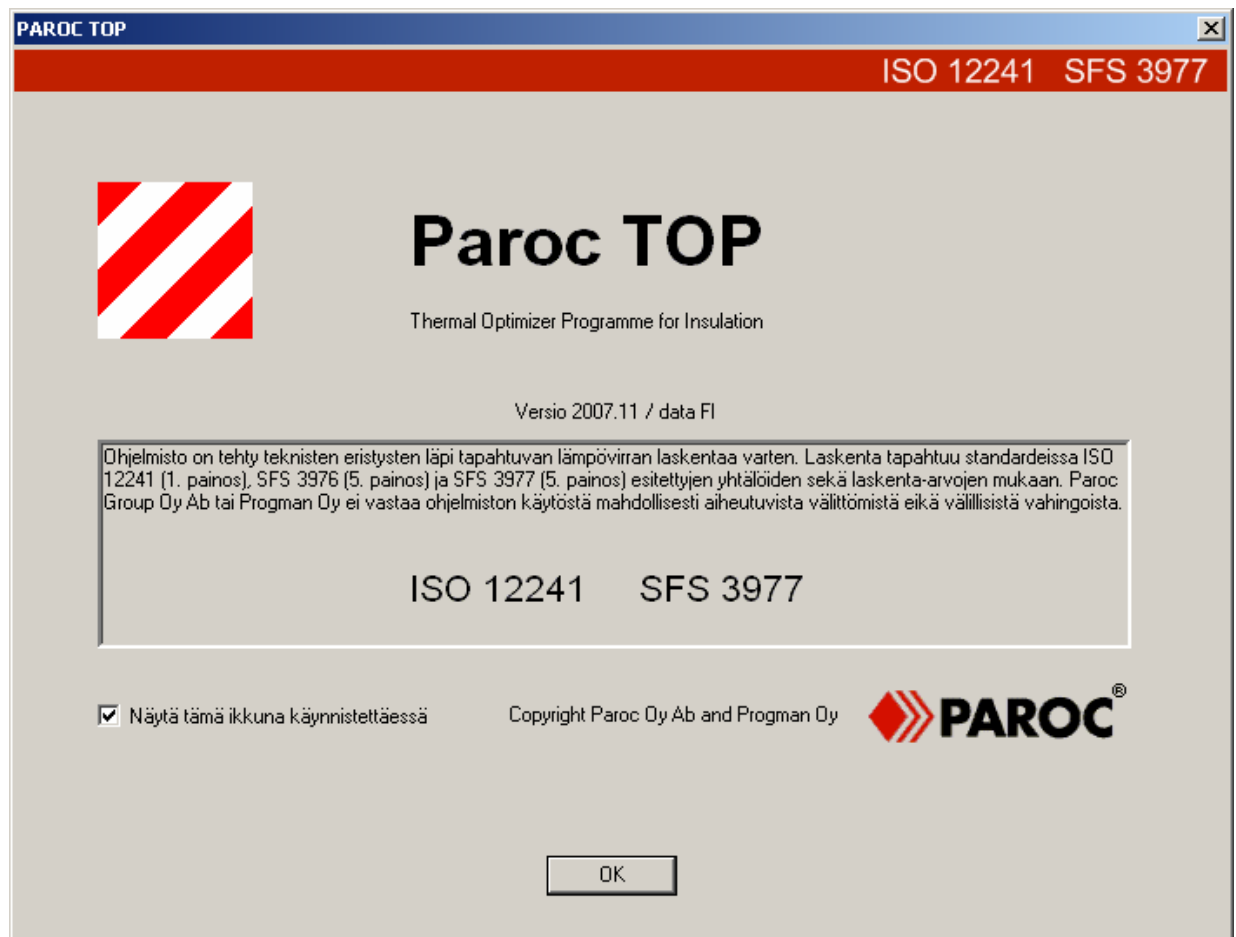 PAROC TOP
ISO 12241 SFS 3977
Paroc TOP
Thermal Optimizer Programme for Insulation
Versio 2007.11 / data FI
Ohjelmisto on tehty teknisten eristysten läpi tapahtuvan lämpövirran laskentaa varten. Laskenta tapahtuu standardeissa ISO
12241 (1. painos), SFS 3976 (5. painos) ja SFS 3977 (5. painos) esitettyjen yhtälöiden sekä laskenta-arvojen mukaan. Paroc
Group Oy Ab tai Progman Oy ei vastaa ohjelmiston käytöstä mahdollisesti aiheutuvista välittömistä eikä välillisistä vahingoista.
ISO 12241 SFS 3977
Näytä tämä ikkuna käynnistettäessä
Copyright Paroc Oy Ab and Progman Oy
PAROC®
OK